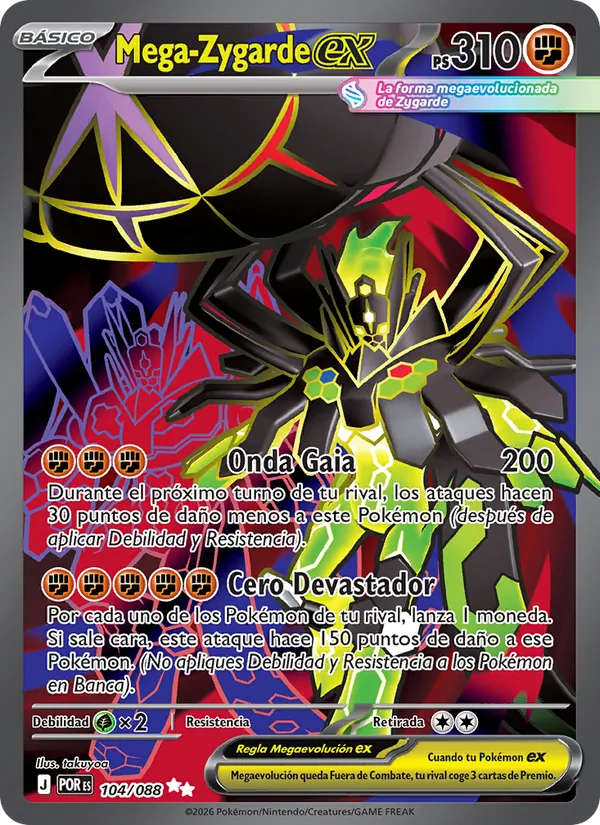 BÁSICO
Mega-Zygarde ex PS 310
La forma megaevolucionada
de Zygarde
Onda Gaia 200
Durante el próximo turno de tu rival, los ataques hacen
30 puntos de daño menos a este Pokémon (después de
aplicar Debilidad y Resistencia).
Cero Devastador
Por cada uno de los Pokémon de tu rival, lanza 1 moneda.
Si sale cara, este ataque hace 150 puntos de daño a ese
Pokémon. (No apliques Debilidad y Resistencia a los Pokémon
en Banca).
Debilidad ×2 Resistencia Retirada
Ilus. takuyoa
Regla Megaevolución ex Cuando tu Pokémon ex
Megaevolución queda Fuera de Combate, tu rival coge 3 cartas de Premio.
J POR ES 104/088
©2026 Pokémon/Nintendo/Creatures/GAME FREAK